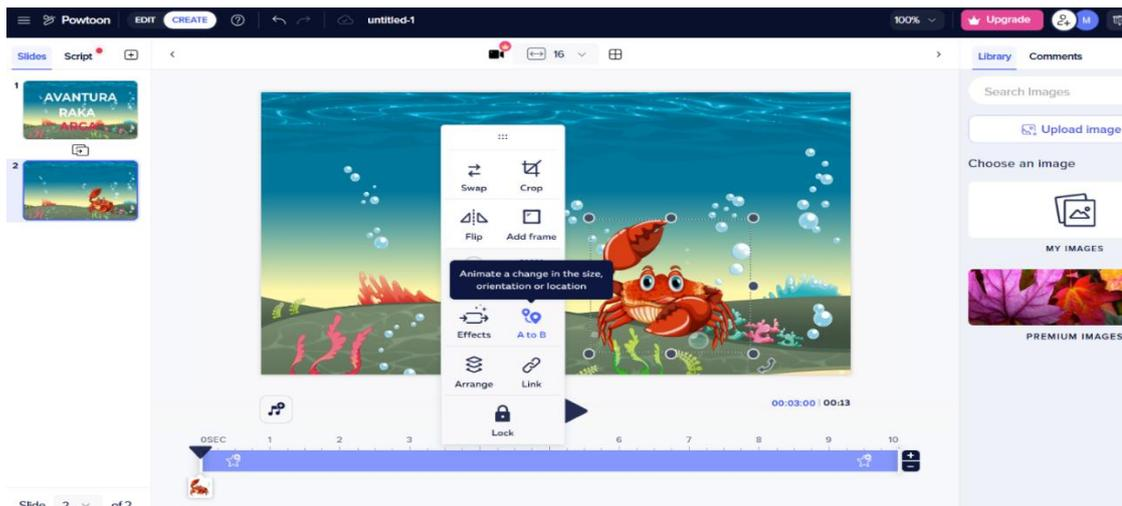 Powtoon
EDIT
CREATE
untitled-1
100%
Upgrade
M
Slides
Script
16
Library
Comments
Search Images
Upload image
Choose an image
MY IMAGES
PREMIUM IMAGES
1
AVANTURA
RAKA
ARGA
2
Swap
Crop
Flip
Add frame
Animate a change in the size,
orientation or location
Effects
A to B
Arrange
Link
Lock
00:03:00 00:13
0SEC 1 2 3 6 7 8 9 10
Slide 2 of 2